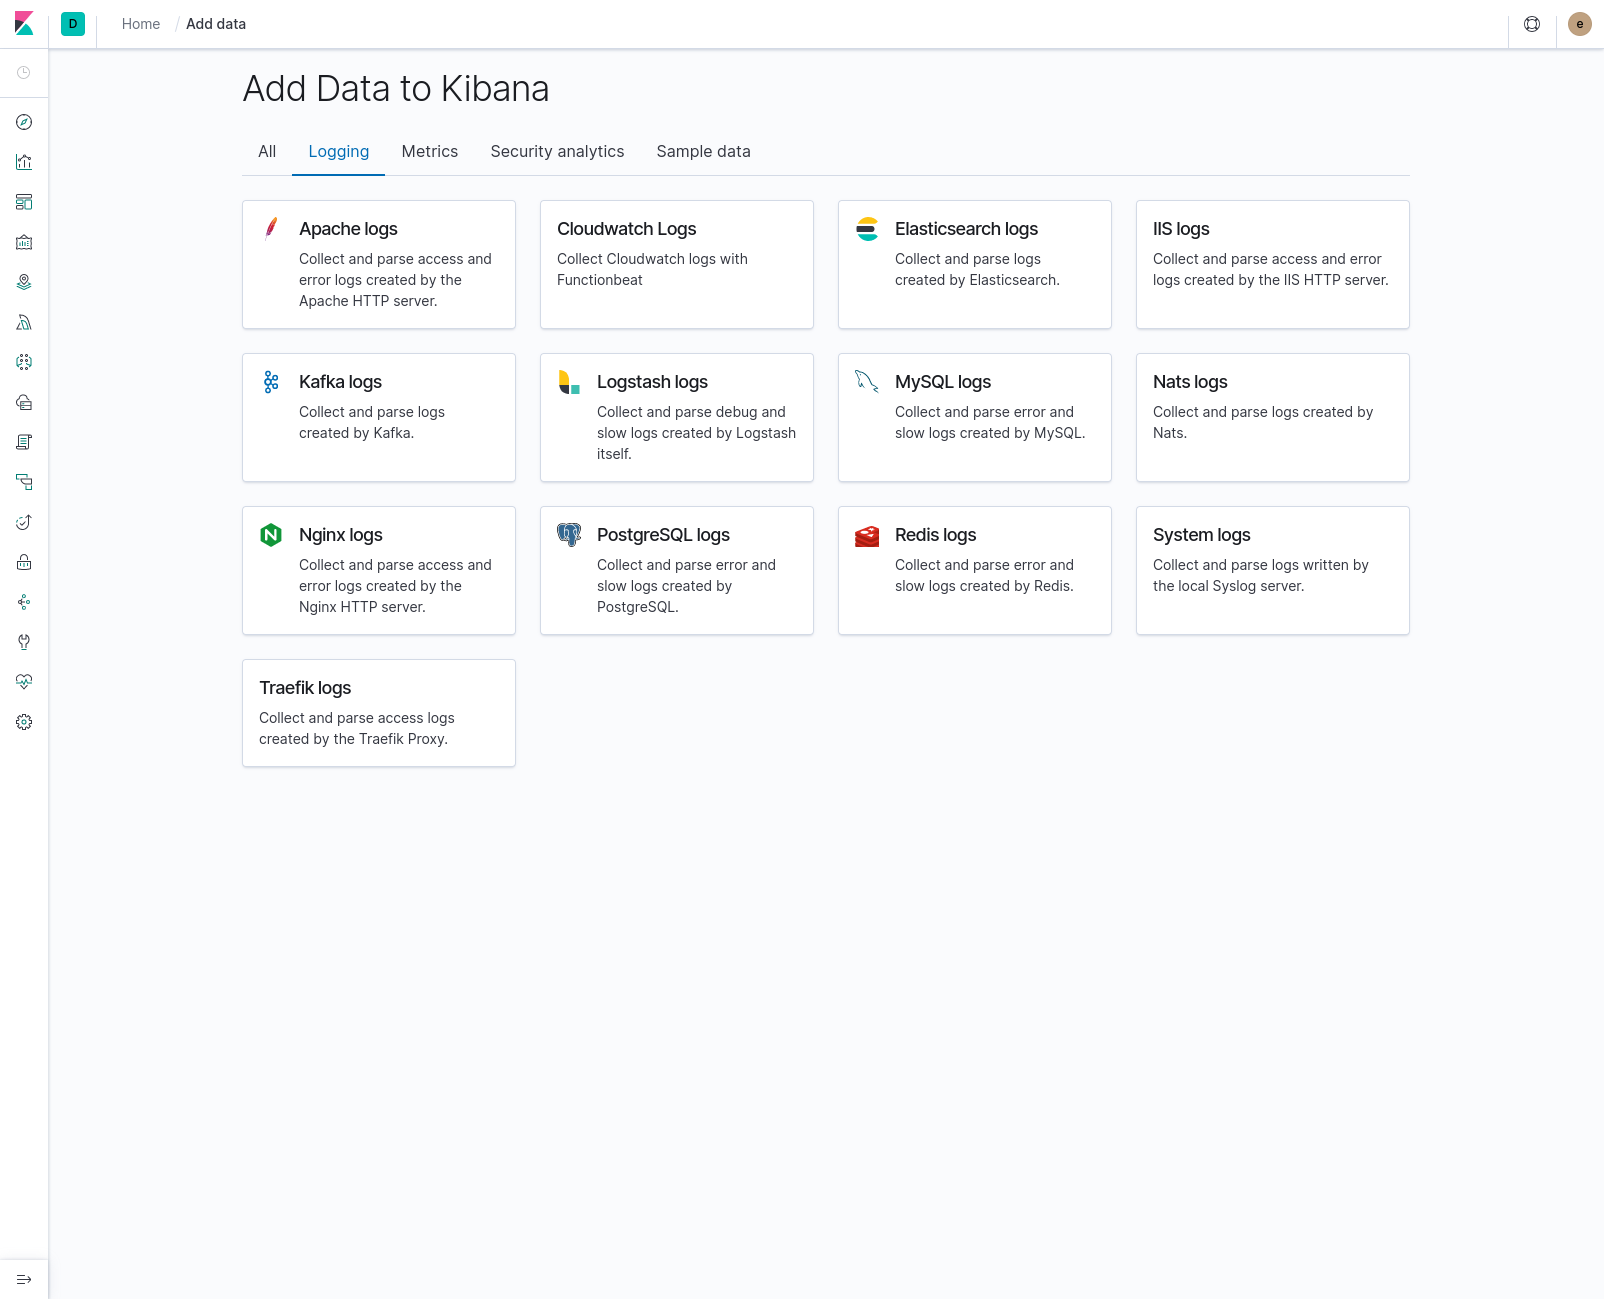 D
Home / Add data
e
Add Data to Kibana
All Logging Metrics Security analytics Sample data
Apache logs
Collect and parse access and
error logs created by the
Apache HTTP server.
Cloudwatch Logs
Collect Cloudwatch logs with
Functionbeat
Elasticsearch logs
Collect and parse logs
created by Elasticsearch.
IIS logs
Collect and parse access and error
logs created by the IIS HTTP server.
Kafka logs
Collect and parse logs
created by Kafka.
Logstash logs
Collect and parse debug and
slow logs created by Logstash
itself.
MySQL logs
Collect and parse error and
slow logs created by MySQL.
Nats logs
Collect and parse logs created by
Nats.
Nginx logs
Collect and parse access and
error logs created by the
Nginx HTTP server.
PostgreSQL logs
Collect and parse error and
slow logs created by
PostgreSQL.
Redis logs
Collect and parse error and
slow logs created by Redis.
System logs
Collect and parse logs written by
the local Syslog server.
Traefik logs
Collect and parse access logs
created by the Traefik Proxy.